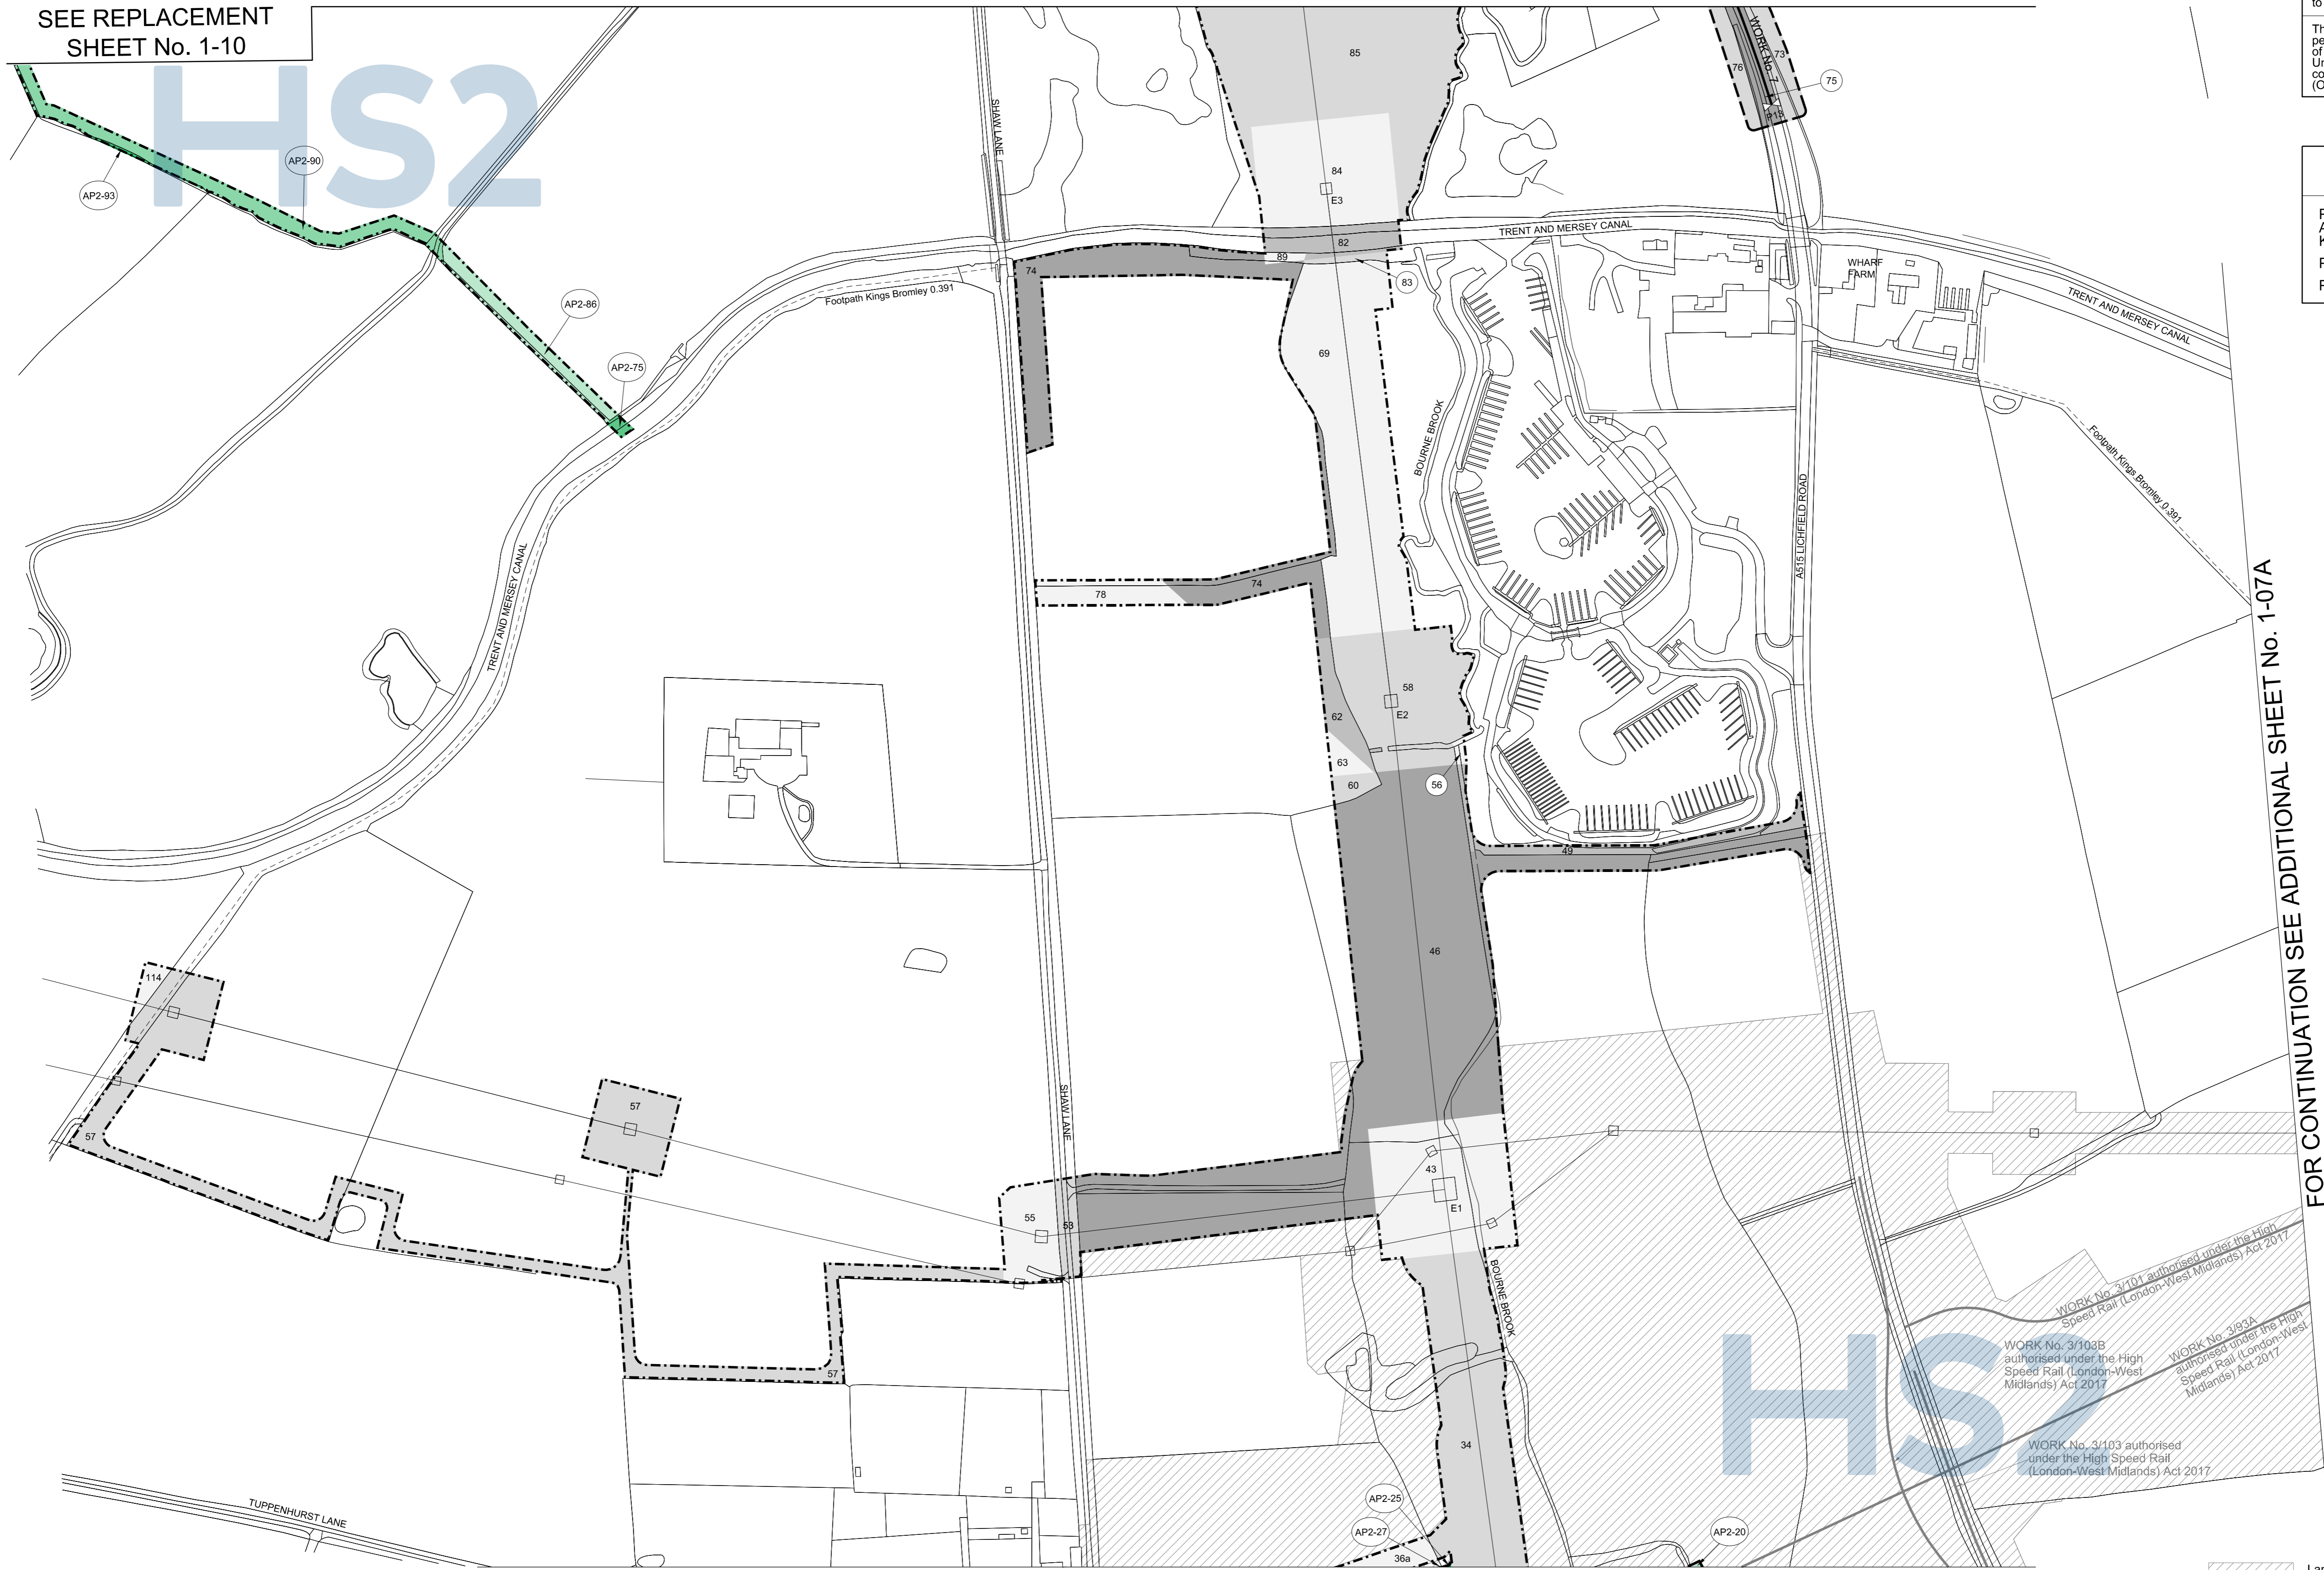 SEE REPLACEMENT
SHEET No. 1-10
HS2
AP2-93
AP2-90
AP2-86
AP2-75
SHAW LANE
85
84
E3
82
89
83
WORK No. 7
73
76
75
P13
TRENT AND MERSEY CANAL
WHARF
FARM
TRENT AND MERSEY CANAL
Footpath Kings Bromley 0.391
74
69
BOURNE BROOK
A515 LICHFIELD ROAD
Footpath Kings Bromley 0.391
TRENT AND MERSEY CANAL
78
74
58
E2
62
63
60
56
49
46
FOR CONTINUATION SEE ADDITIONAL SHEET No. 1-07A
114
57
57
57
55
53
SHAW LANE
43
E1
BOURNE BROOK
34
WORK No. 3/101 authorised under the High
Speed Rail (London-West Midlands) Act 2017
WORK No. 3/93A
authorised under the High
Speed Rail (London-West
Midlands) Act 2017
WORK No. 3/103B
authorised under the High
Speed Rail (London-West
Midlands) Act 2017
HS2
WORK No. 3/103 authorised
under the High Speed Rail
(London-West Midlands) Act 2017
TUPPENHURST LANE
AP2-25
AP2-27
36a
AP2-20